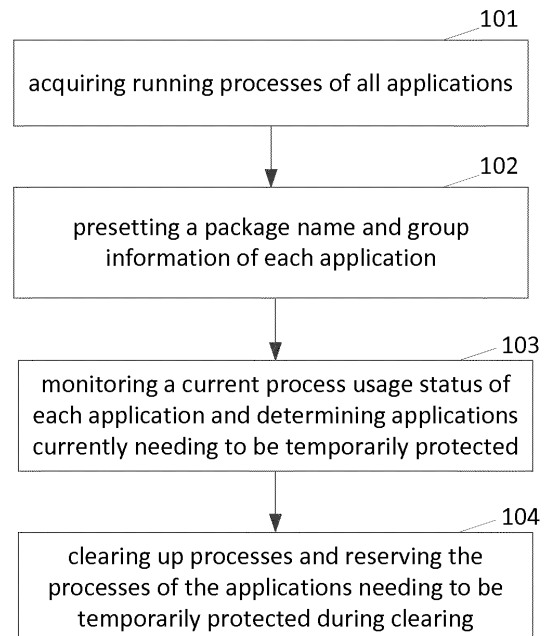 101
acquiring running processes of all applications
102
presetting a package name and group
information of each application
103
monitoring a current process usage status of
each application and determining applications
currently needing to be temporarily protected
104
clearing up processes and reserving the
processes of the applications needing to be
temporarily protected during clearing